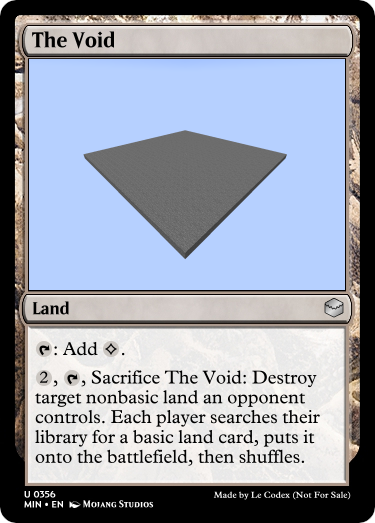 The Void
Land
: Add .
2, , Sacrifice The Void: Destroy
target nonbasic land an opponent
controls. Each player searches their
library for a basic land card, puts it
onto the battlefield, then shuffles.
U 0356
MIN • EN Mojang Studios
Made by Le Codex (Not For Sale)